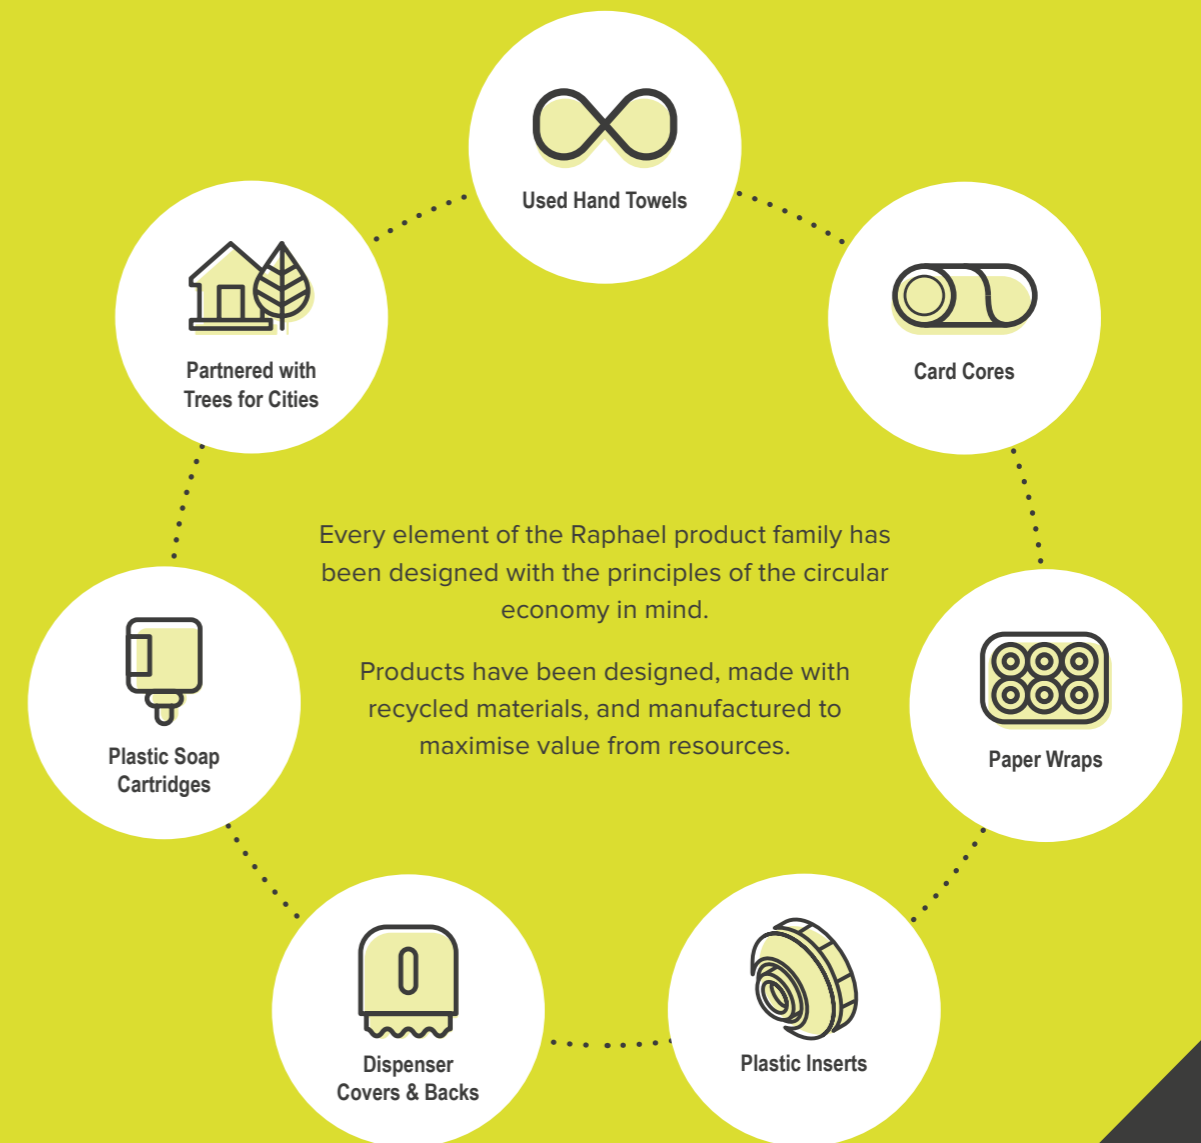 Used Hand Towels
Partnered with
Trees for Cities
Card Cores
Every element of the Raphael product family has
been designed with the principles of the circular
economy in mind.
Products have been designed, made with
recycled materials, and manufactured to
maximise value from resources.
Plastic Soap
Cartridges
Paper Wraps
Dispenser
Covers & Backs
Plastic Inserts